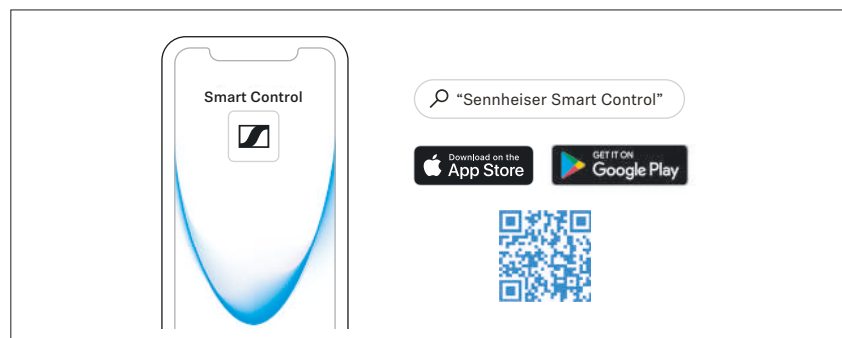 Smart Control
“Sennheiser Smart Control”
Download on the
App Store
GET IT ON
Google Play